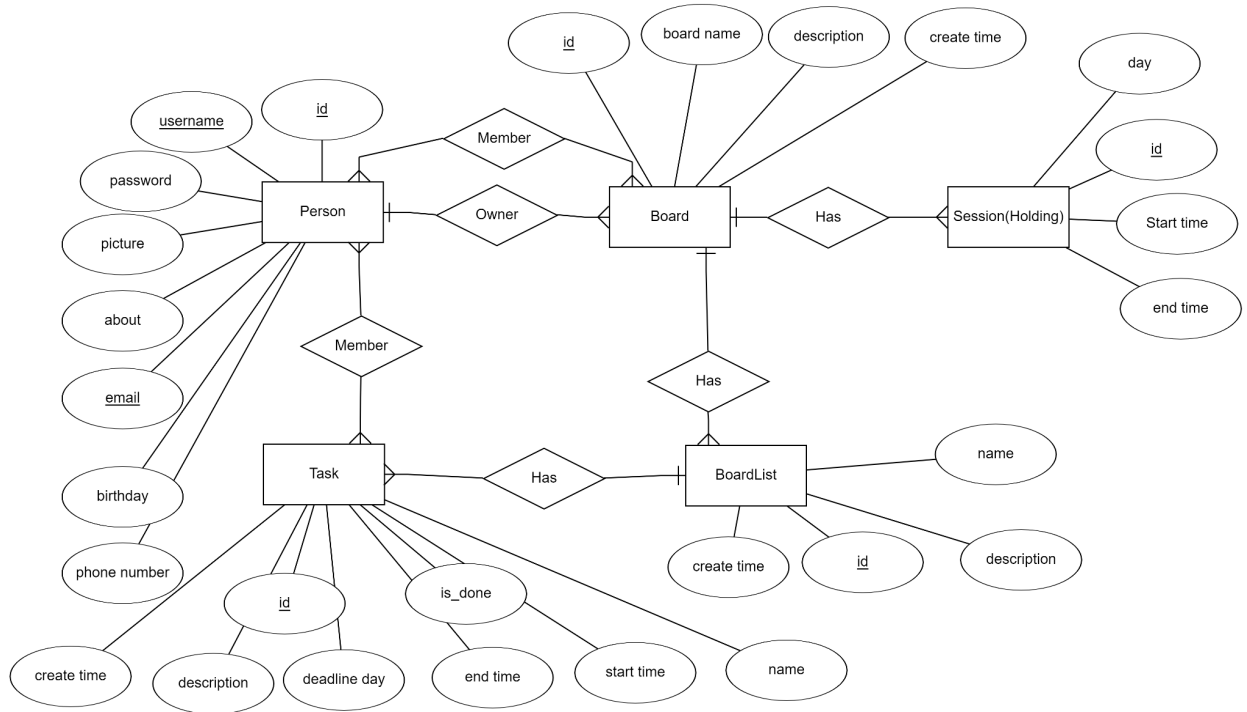 id
board name
description
create time
day
username
id
Member
id
password
Person
Owner
Board
Has
Session(Holding)
Start time
picture
about
end time
Member
Has
email
name
Task
Has
BoardList
birthday
create time
id
description
phone number
id
is_done
create time
description
deadline day
end time
start time
name